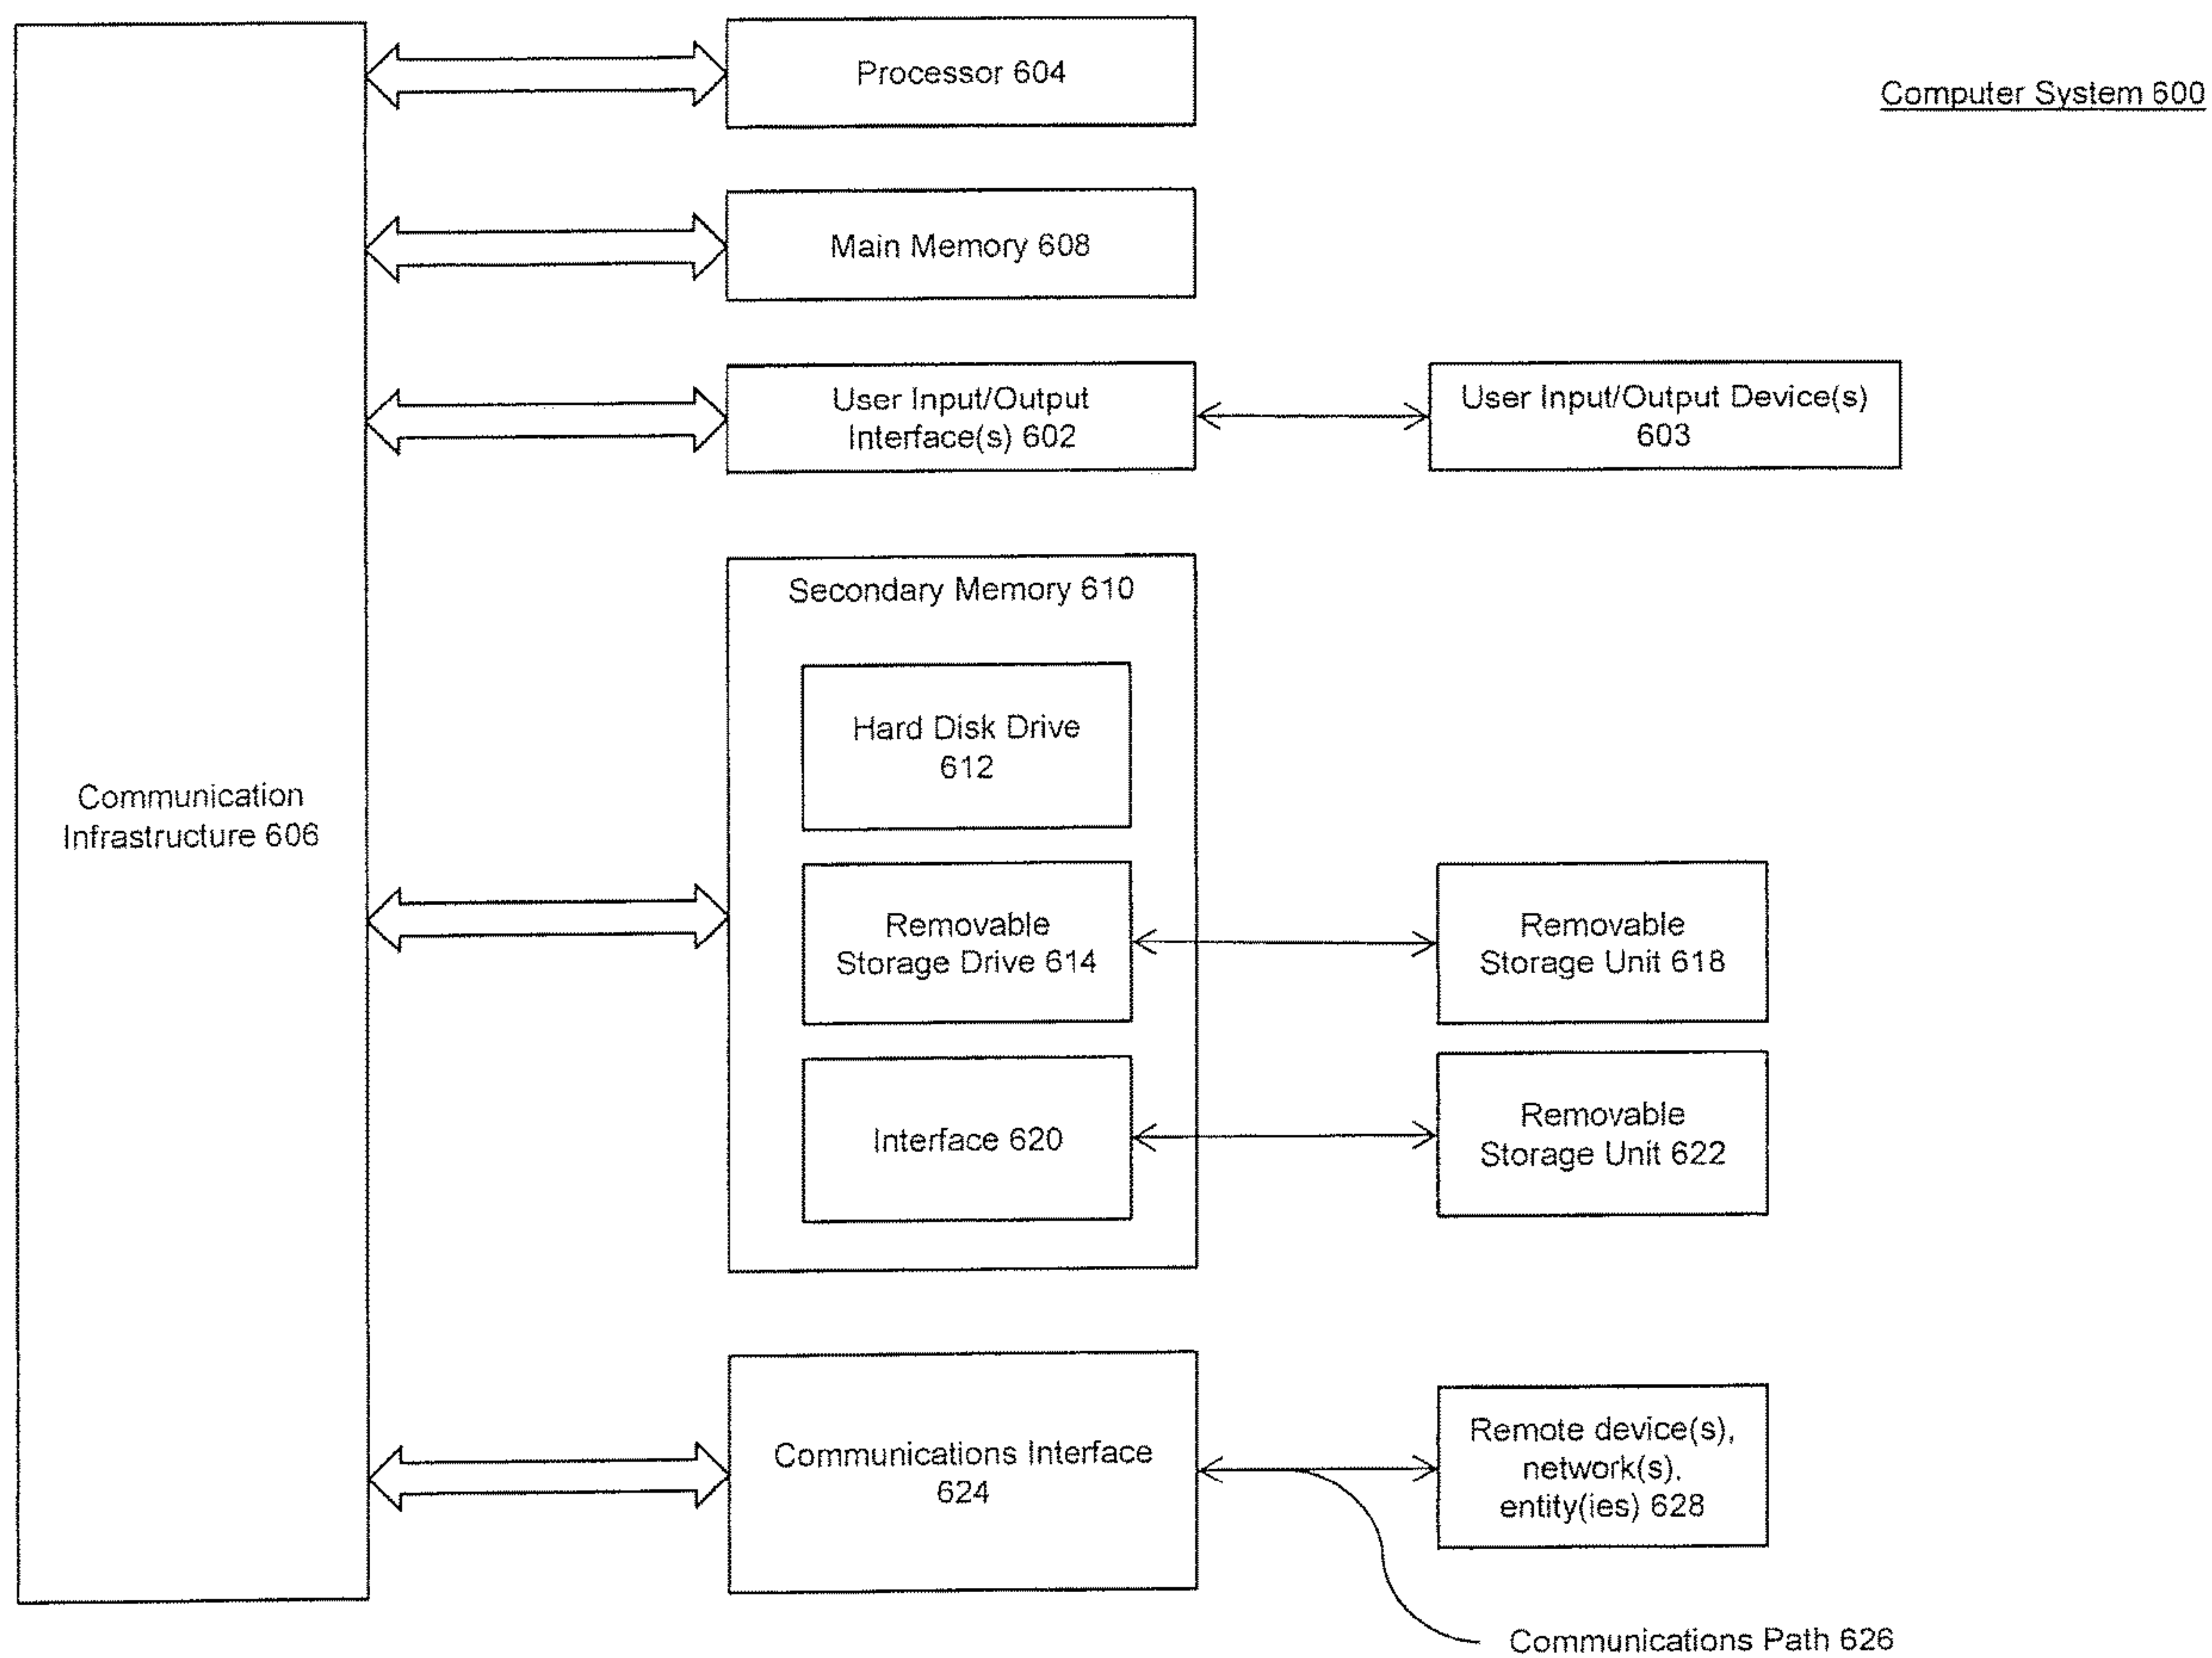 Processor 604
Computer System 600
Main Memory 608
User Input/Output
Interface(s) 602
User Input/Output Device(s)
603
Secondary Memory 610
Hard Disk Drive
612
Communication
Infrastructure 606
Removable
Storage Drive 614
Removable
Storage Unit 618
Interface 620
Removable
Storage Unit 622
Communications Interface
624
Remote device(s),
network(s),
entity(ies) 628
Communications Path 626